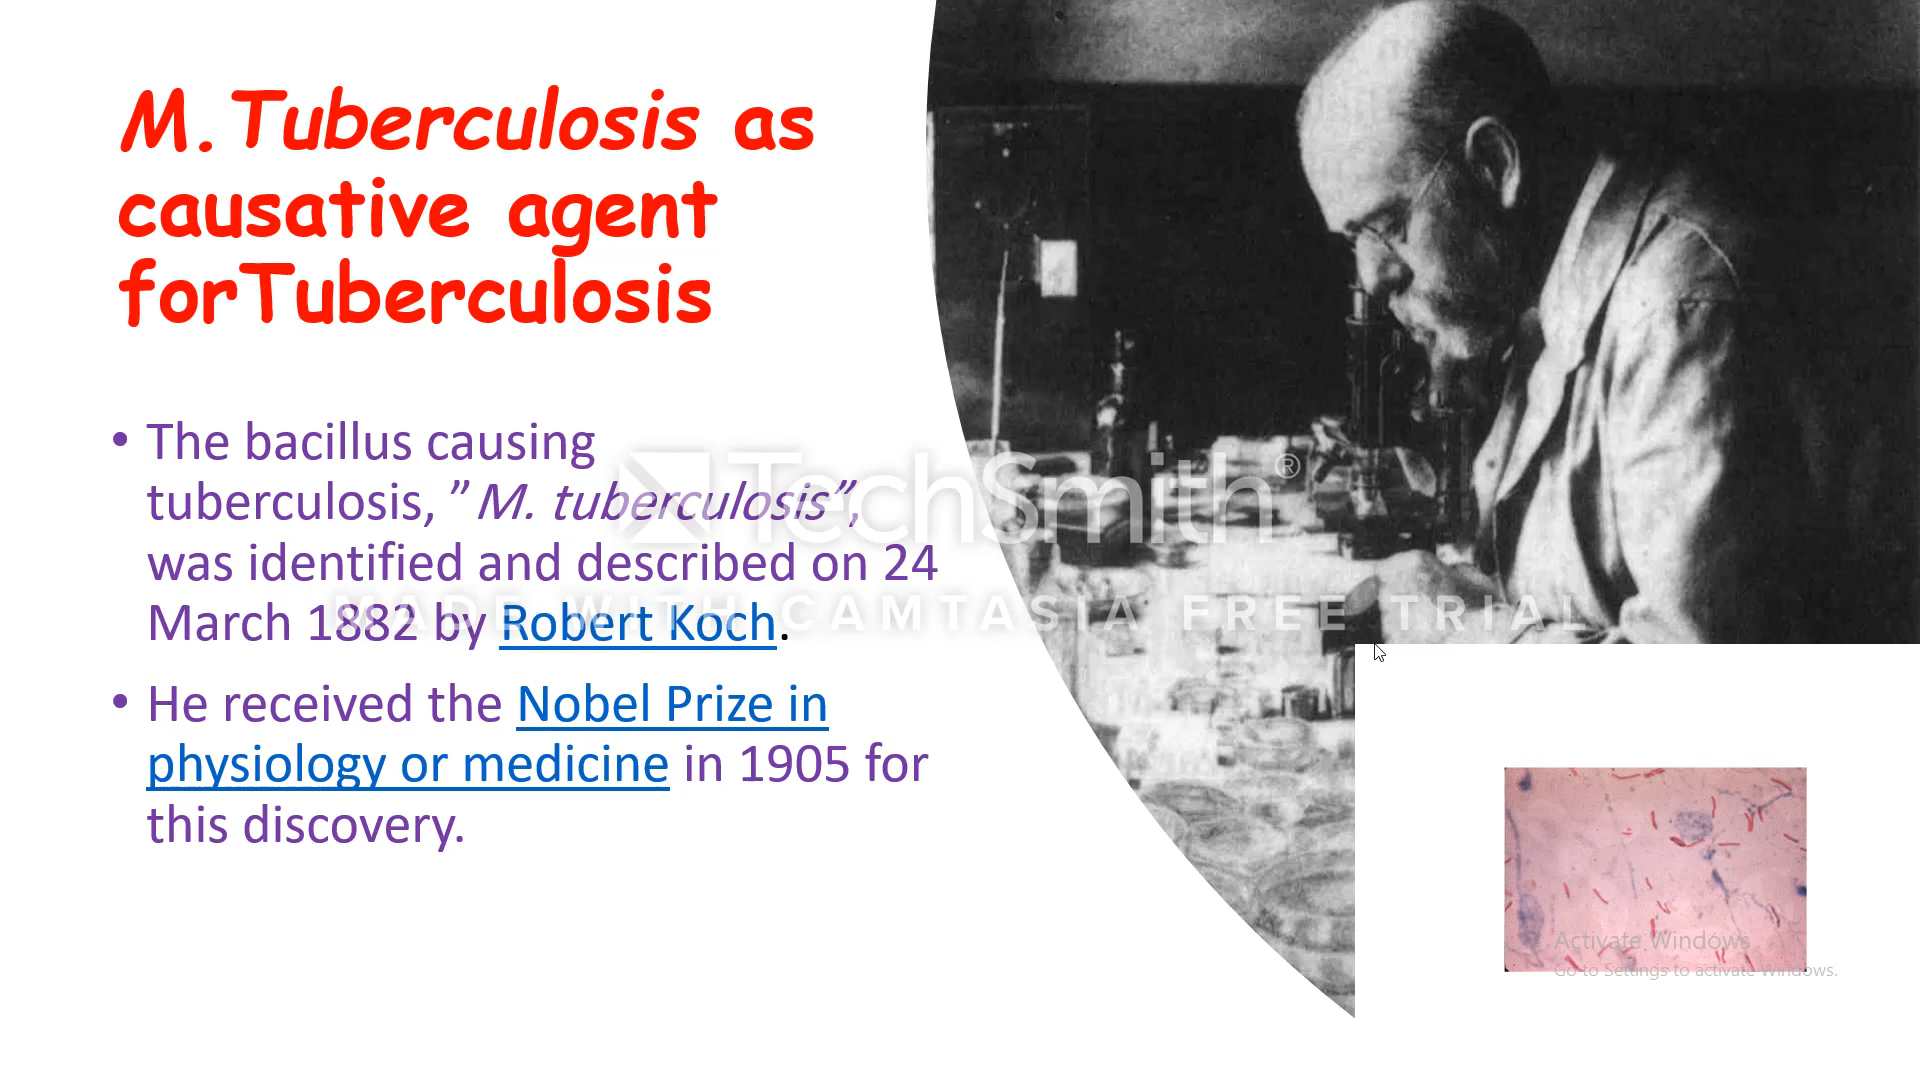 M.Tuberculosis as
causative agent
forTuberculosis
• The bacillus causing
tuberculosis, ”M. tuberculosis”,
was identified and described on 24
March 1882 by Robert Koch.
• He received the Nobel Prize in
physiology or medicine in 1905 for
this discovery.
TechSmith®
MADE WITH CAMTASIA FREE TRIAL
Activate Windows
Go to Settings to activate Windows.